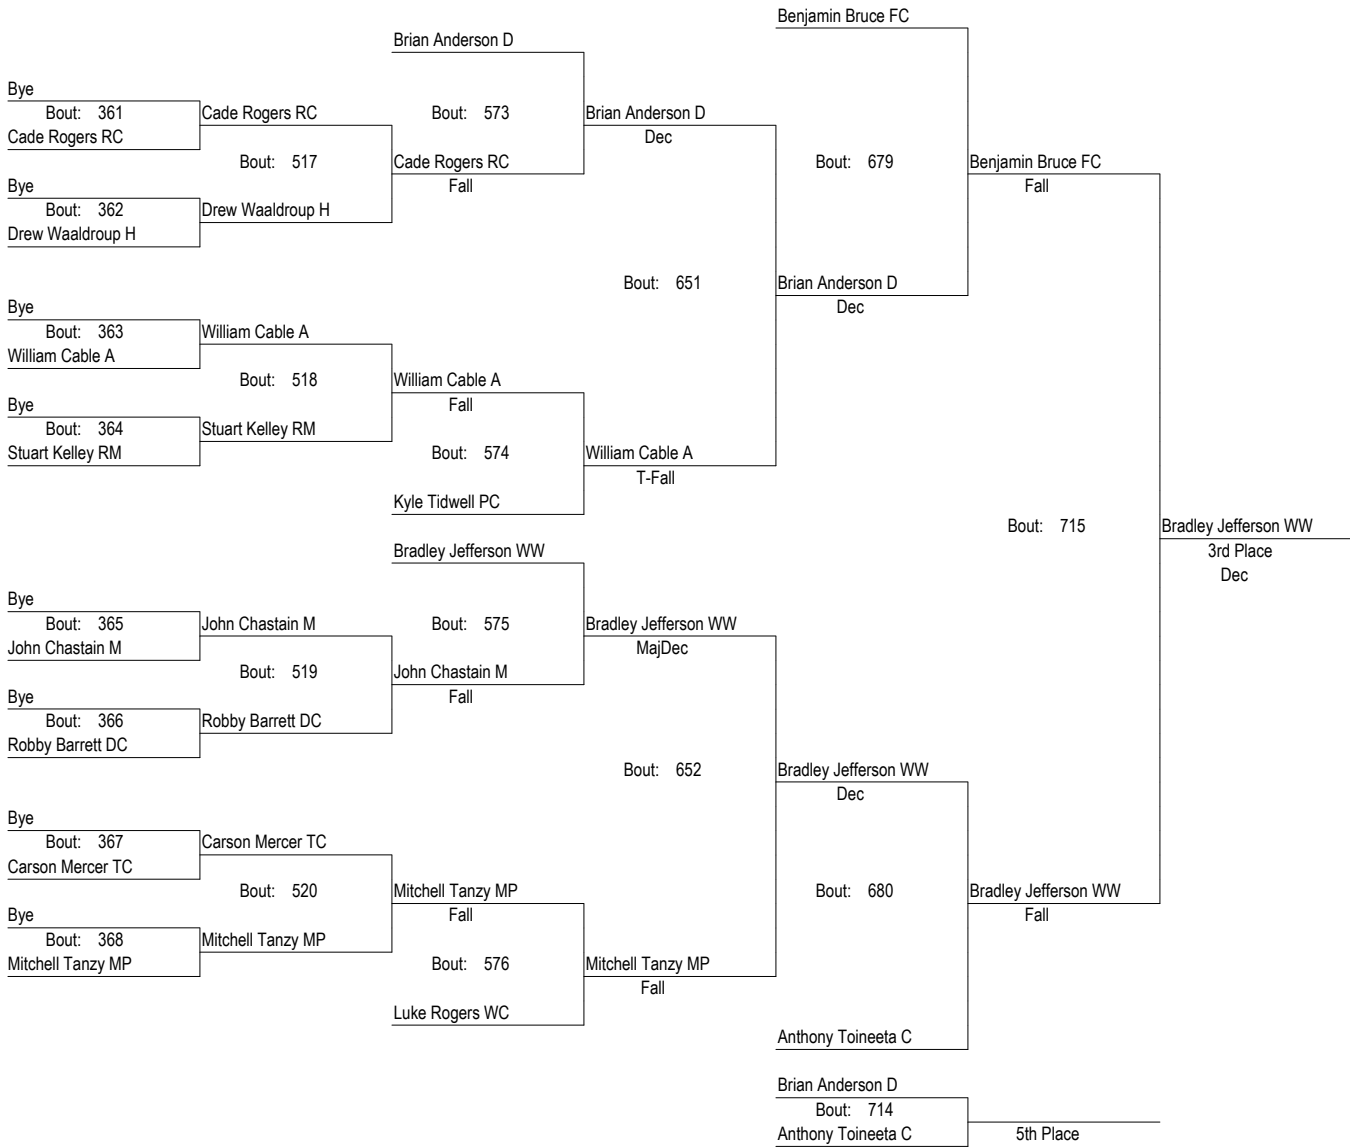 Benjamin Bruce FC
Brian Anderson D
Bye
Bout: 361
Cade Rogers RC
Cade Rogers RC
Bout: 573
Brian Anderson D
Dec
Bout: 517
Cade Rogers RC
Fall
Bout: 679
Benjamin Bruce FC
Fall
Bye
Bout: 362
Drew Waaldroup H
Drew Waaldroup H
Bout: 651
Brian Anderson D
Dec
Bye
Bout: 363
William Cable A
William Cable A
Bout: 518
William Cable A
Fall
Bye
Bout: 364
Stuart Kelley RM
Stuart Kelley RM
Bout: 574
William Cable A
T-Fall
Kyle Tidwell PC
Bout: 715
Bradley Jefferson WW
3rd Place
Dec
Bradley Jefferson WW
Bye
Bout: 365
John Chastain M
John Chastain M
Bout: 575
Bradley Jefferson WW
MajDec
Bout: 519
John Chastain M
Fall
Bye
Bout: 366
Robby Barrett DC
Robby Barrett DC
Bout: 652
Bradley Jefferson WW
Dec
Bye
Bout: 367
Carson Mercer TC
Carson Mercer TC
Bout: 520
Mitchell Tanzy MP
Fall
Bout: 680
Bradley Jefferson WW
Fall
Bye
Bout: 368
Mitchell Tanzy MP
Mitchell Tanzy MP
Bout: 576
Mitchell Tanzy MP
Fall
Luke Rogers WC
Anthony Toineeta C
Brian Anderson D
Bout: 714
Anthony Toineeta C
5th Place